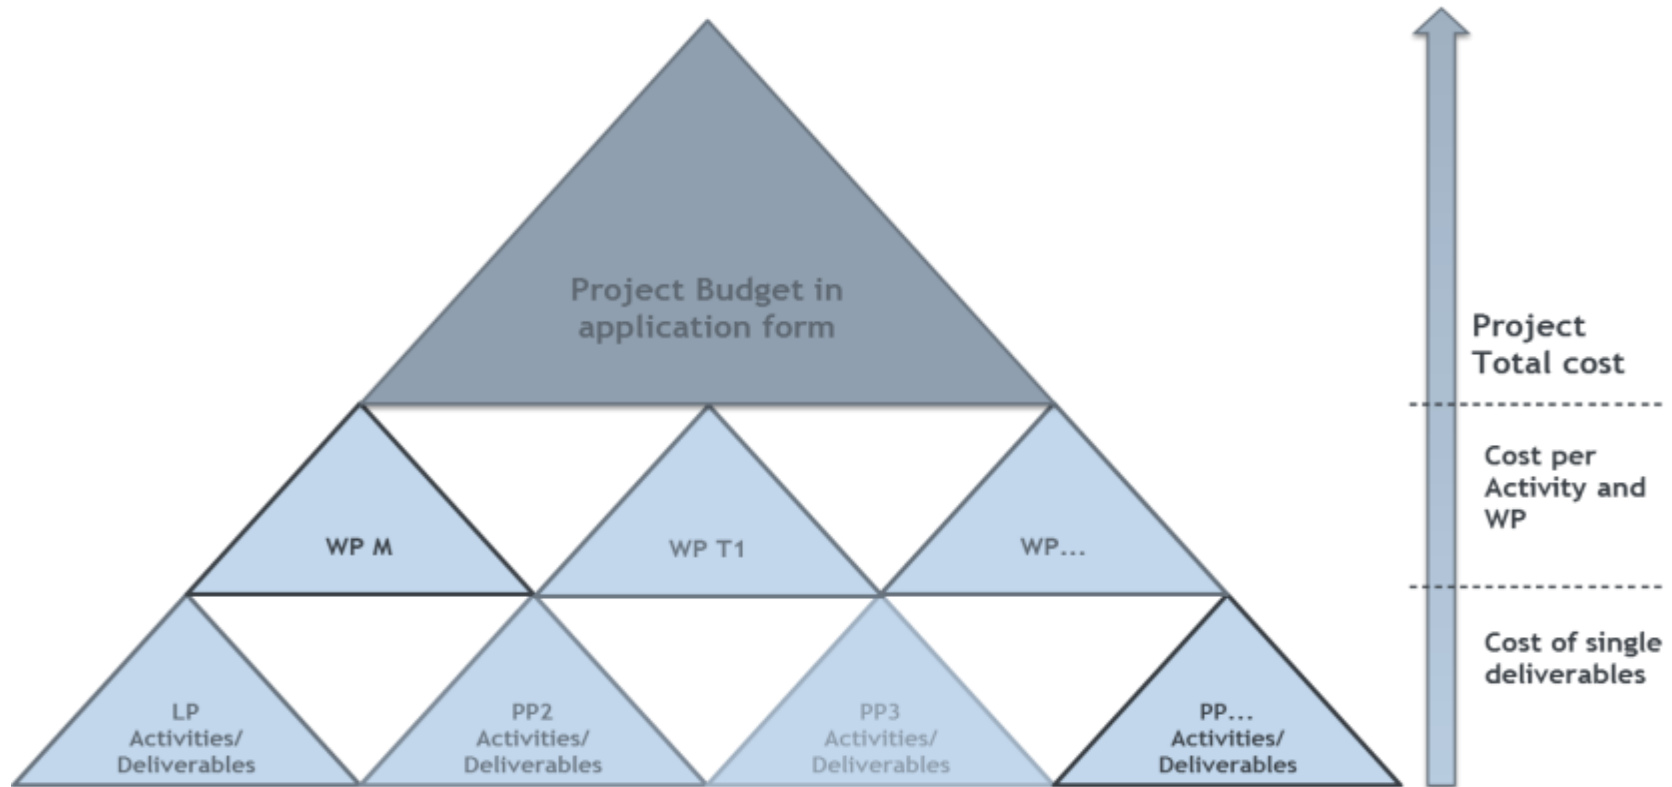 Project Budget in
application form
Project
Total cost
WP M
WP T1
WP...
Cost per
Activity and
WP
LP
Activities/
Deliverables
PP2
Activities/
Deliverables
PP3
Activities/
Deliverables
PP...
Activities/
Deliverables
Cost of single
deliverables